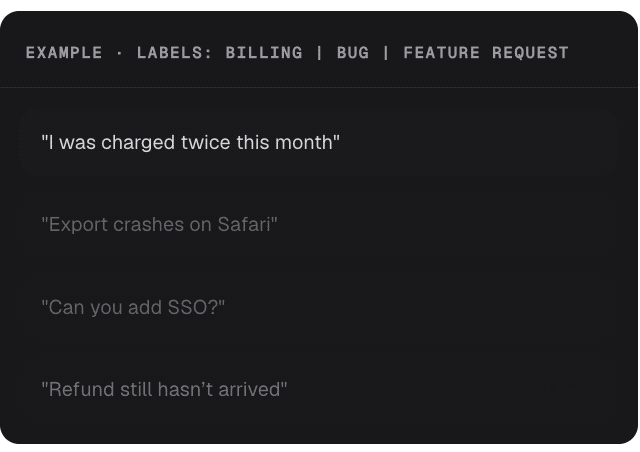 EXAMPLE · LABELS: BILLING | BUG | FEATURE REQUEST
"I was charged twice this month"
"Export crashes on Safari"
"Can you add SSO?"
"Refund still hasn’t arrived"